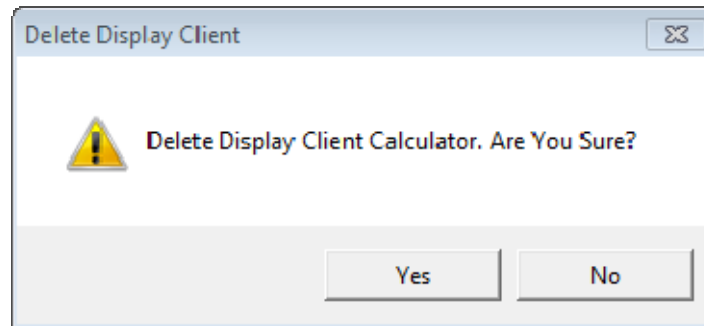 Delete Display Client
Delete Display Client Calculator. Are You Sure?
Yes
No